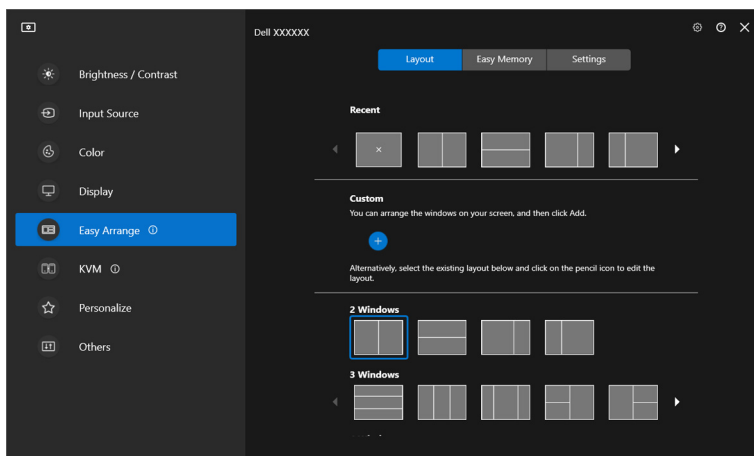 Dell XXXXXX
Brightness / Contrast
Input Source
Color
Display
Easy Arrange
KVM
Personalize
Others
Layout
Easy Memory
Settings
Recent
Custom
You can arrange the windows on your screen, and then click Add.
Alternatively, select the existing layout below and click on the pencil icon to edit the
layout.
2 Windows
3 Windows